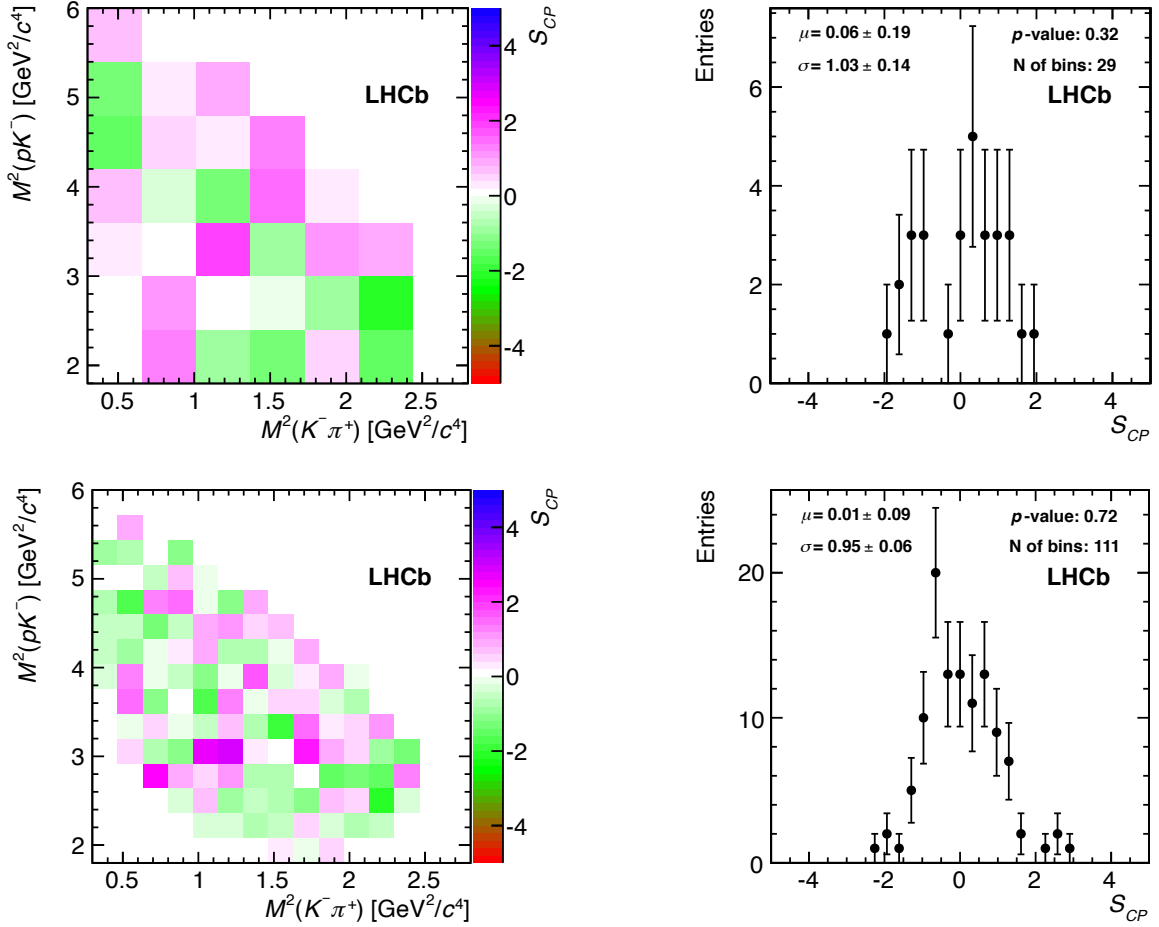 6
5
4
3
2
0.5 1 1.5 2 2.5
M²(pK⁻) [GeV²/c⁴]
M²(K⁻π⁺) [GeV²/c⁴]
LHCb
4
2
0
-2
-4
S_CP
μ = 0.06 ± 0.19
σ = 1.03 ± 0.14
p-value: 0.32
N of bins: 29
LHCb
Entries
6
4
2
0
-4 -2 0 2 4
S_CP
6
5
4
3
2
0.5 1 1.5 2 2.5
M²(pK⁻) [GeV²/c⁴]
M²(K⁻π⁺) [GeV²/c⁴]
LHCb
4
2
0
-2
-4
S_CP
μ = 0.01 ± 0.09
σ = 0.95 ± 0.06
p-value: 0.72
N of bins: 111
LHCb
Entries
20
10
0
-4 -2 0 2 4
S_CP